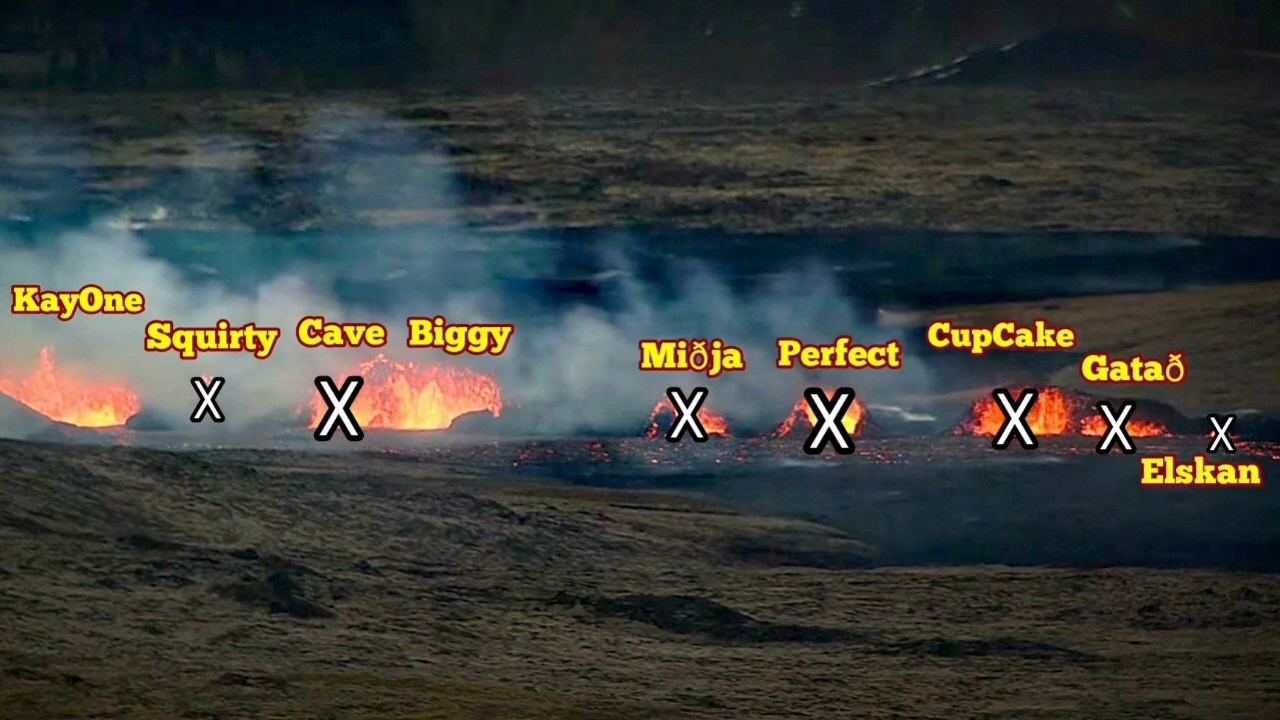 KayOne
Squirty
Cave
Biggy
Miðja
Perfect
CupCake
Gatað
Elskan
X
X
X
X
X
X
X